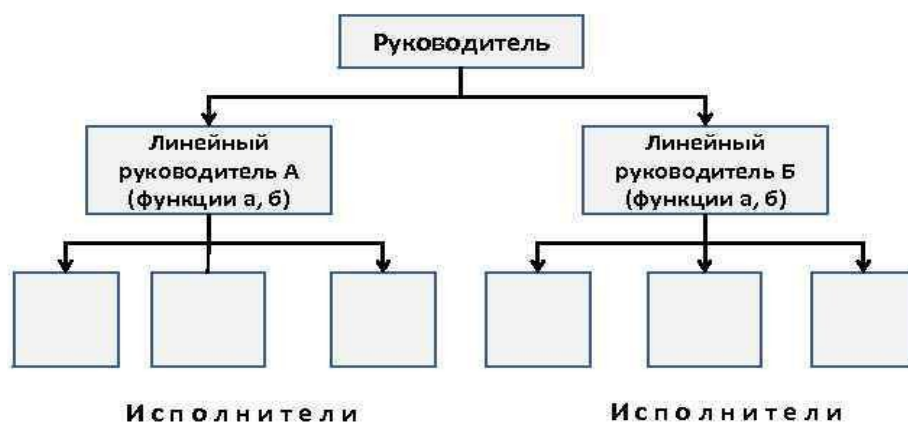 Руководитель
Линейный
руководитель А
(функции а, б)
Линейный
руководитель Б
(функции а, б)
Исполнители
Исполнители